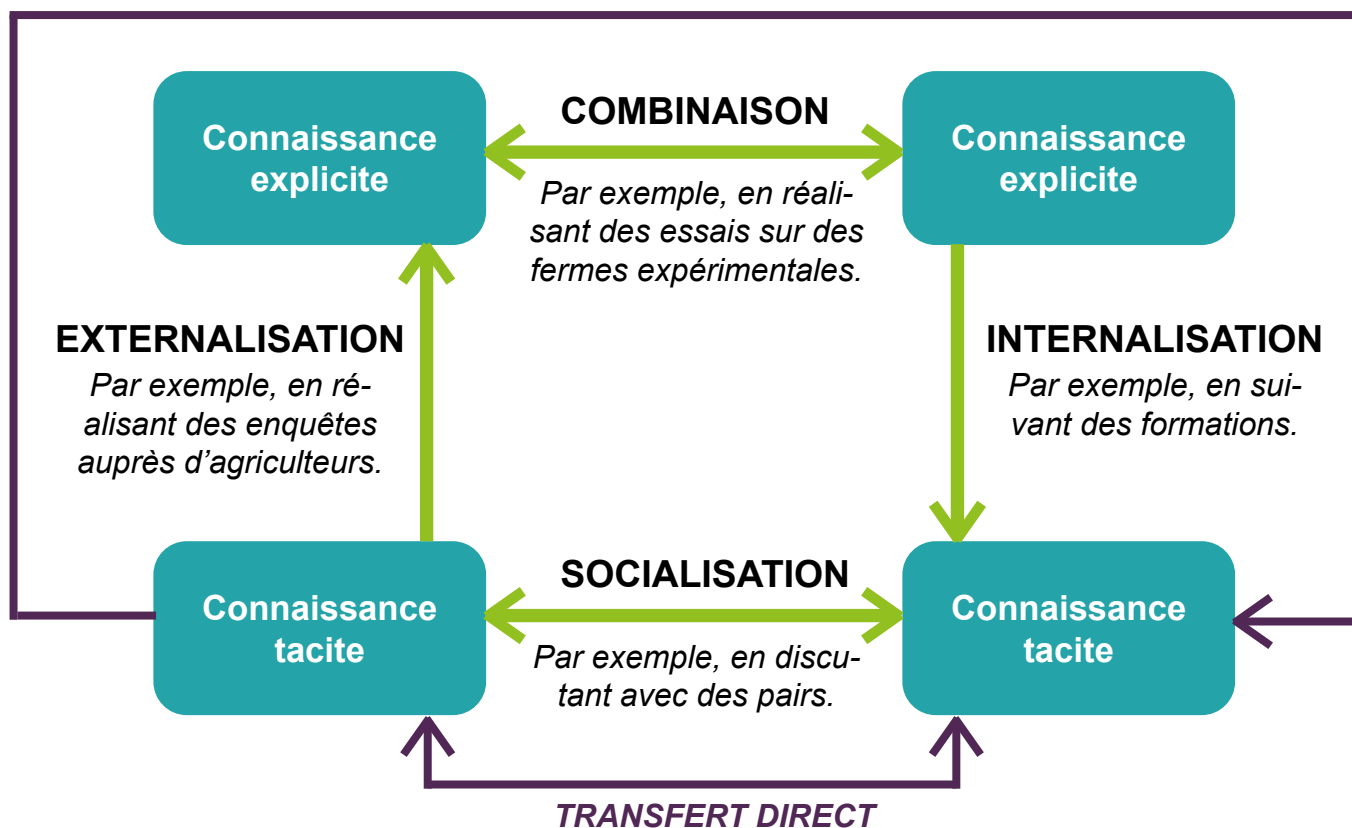 Connaissance
explicite
COMBINAISON
Par exemple, en réali-
sant des essais sur des
fermes expérimentales.
Connaissance
explicite
EXTERNALISATION
Par exemple, en ré-
alisant des enquêtes
auprès d’agriculteurs.
INTERNALISATION
Par exemple, en sui-
vant des formations.
Connaissance
tacite
SOCIALISATION
Par exemple, en discu-
tant avec des pairs.
Connaissance
tacite
TRANSFERT DIRECT